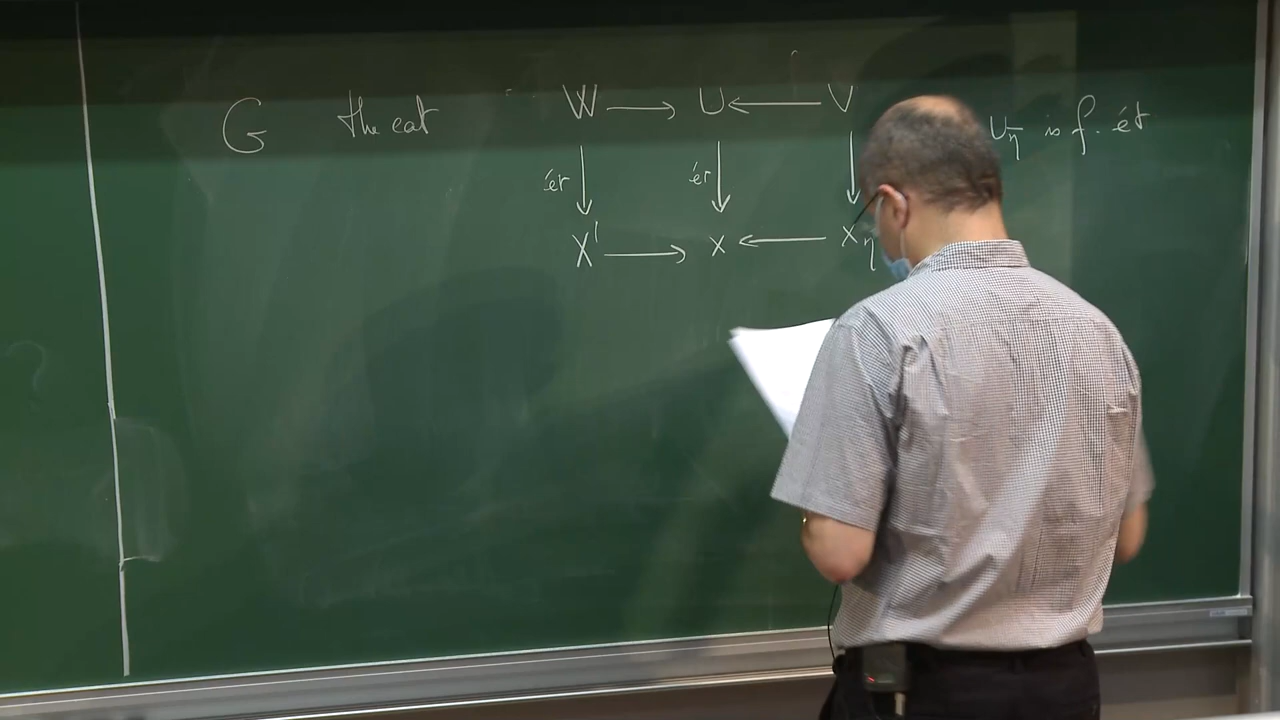 G the cat W → U ← V U_η̄ is f. ét
ét ↓ ét ↓ ↓
X' → X ← X_η